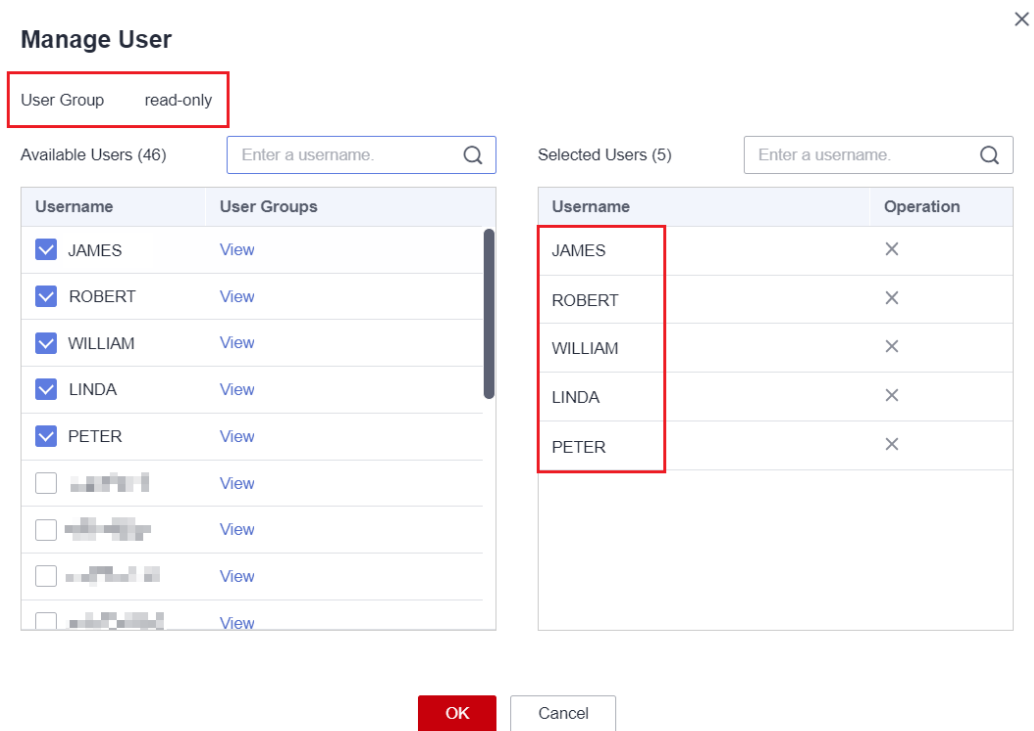 Manage User
User Group read-only
Available Users (46) Enter a username.
Username User Groups
JAMES View
ROBERT View
WILLIAM View
LINDA View
PETER View
View
View
View
View
Selected Users (5) Enter a username.
Username Operation
JAMES
ROBERT
WILLIAM
LINDA
PETER
OK Cancel